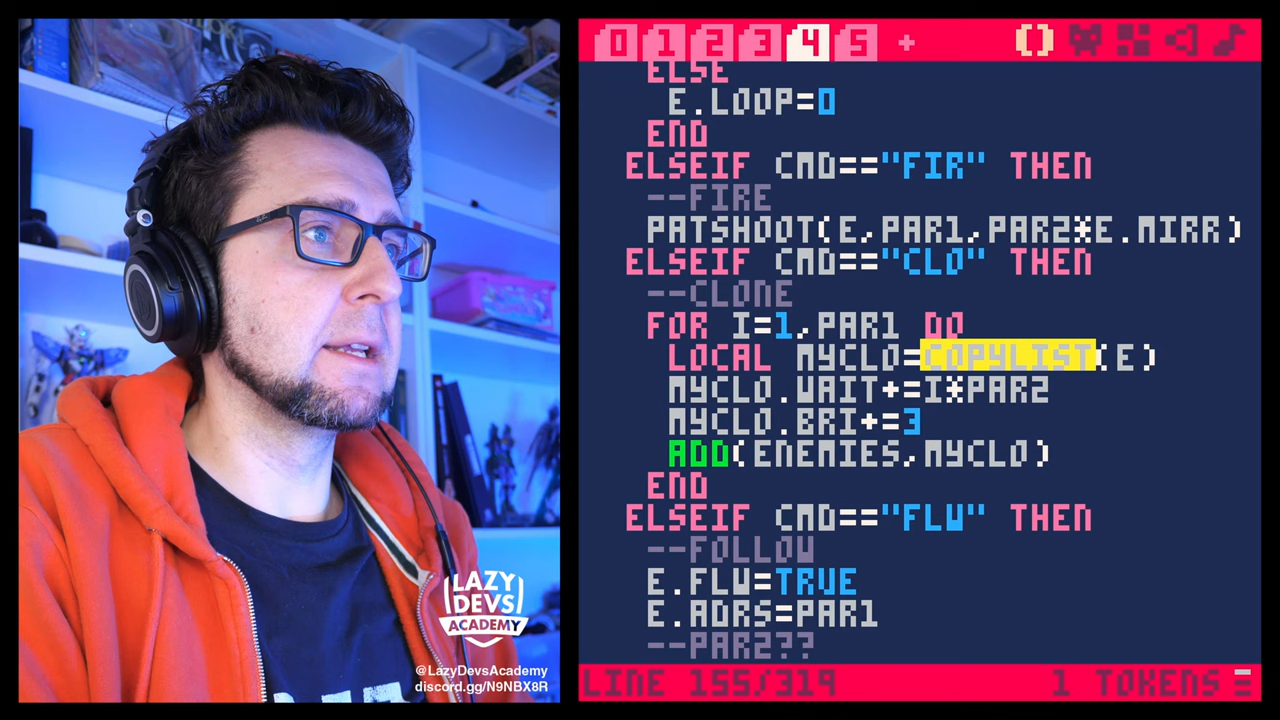 LAZY
DEVS
ACADEMY
@LazyDevsAcademy
discord.gg/N9NBX8R
0 1 2 3 4 5 +
ELSE
E.LOOP=0
END
ELSEIF CMD=="FIR" THEN
--FIRE
PATSHOOT(E,PAR1,PAR2*E.MIRR)
ELSEIF CMD=="CLO" THEN
--CLONE
FOR I=1,PAR1 DO
LOCAL MYCLO=COPYLIST(E)
MYCLO.WAIT+=I*PAR2
MYCLO.BRI+=3
ADD(ENEMIES,MYCLO)
END
ELSEIF CMD=="FLW" THEN
--FOLLOW
E.FLW=TRUE
E.ADRS=PAR1
--PAR2??
LINE 155/319 1 TOKENS